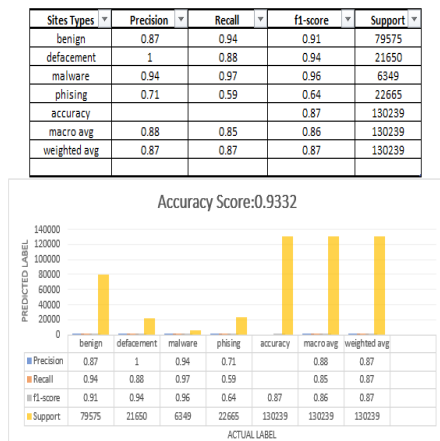 Sites Types Precision Recall f1-score Support
benign 0.87 0.94 0.91 79575
defacement 1 0.88 0.94 21650
malware 0.94 0.97 0.96 6349
phising 0.71 0.59 0.64 22665
accuracy 0.87 130239
macro avg 0.88 0.85 0.86 130239
weighted avg 0.87 0.87 0.87 130239
Accuracy Score:0.9332
PREDICTED LABEL
140000
120000
100000
80000
60000
40000
20000
0
benign defacement malware phising accuracy macro avg weighted avg
Precision 0.87 1 0.94 0.71 0.88 0.87
Recall 0.94 0.88 0.97 0.59 0.85 0.87
f1-score 0.91 0.94 0.96 0.64 0.87 0.86 0.87
Support 79575 21650 6349 22665 130239 130239 130239
ACTUAL LABEL